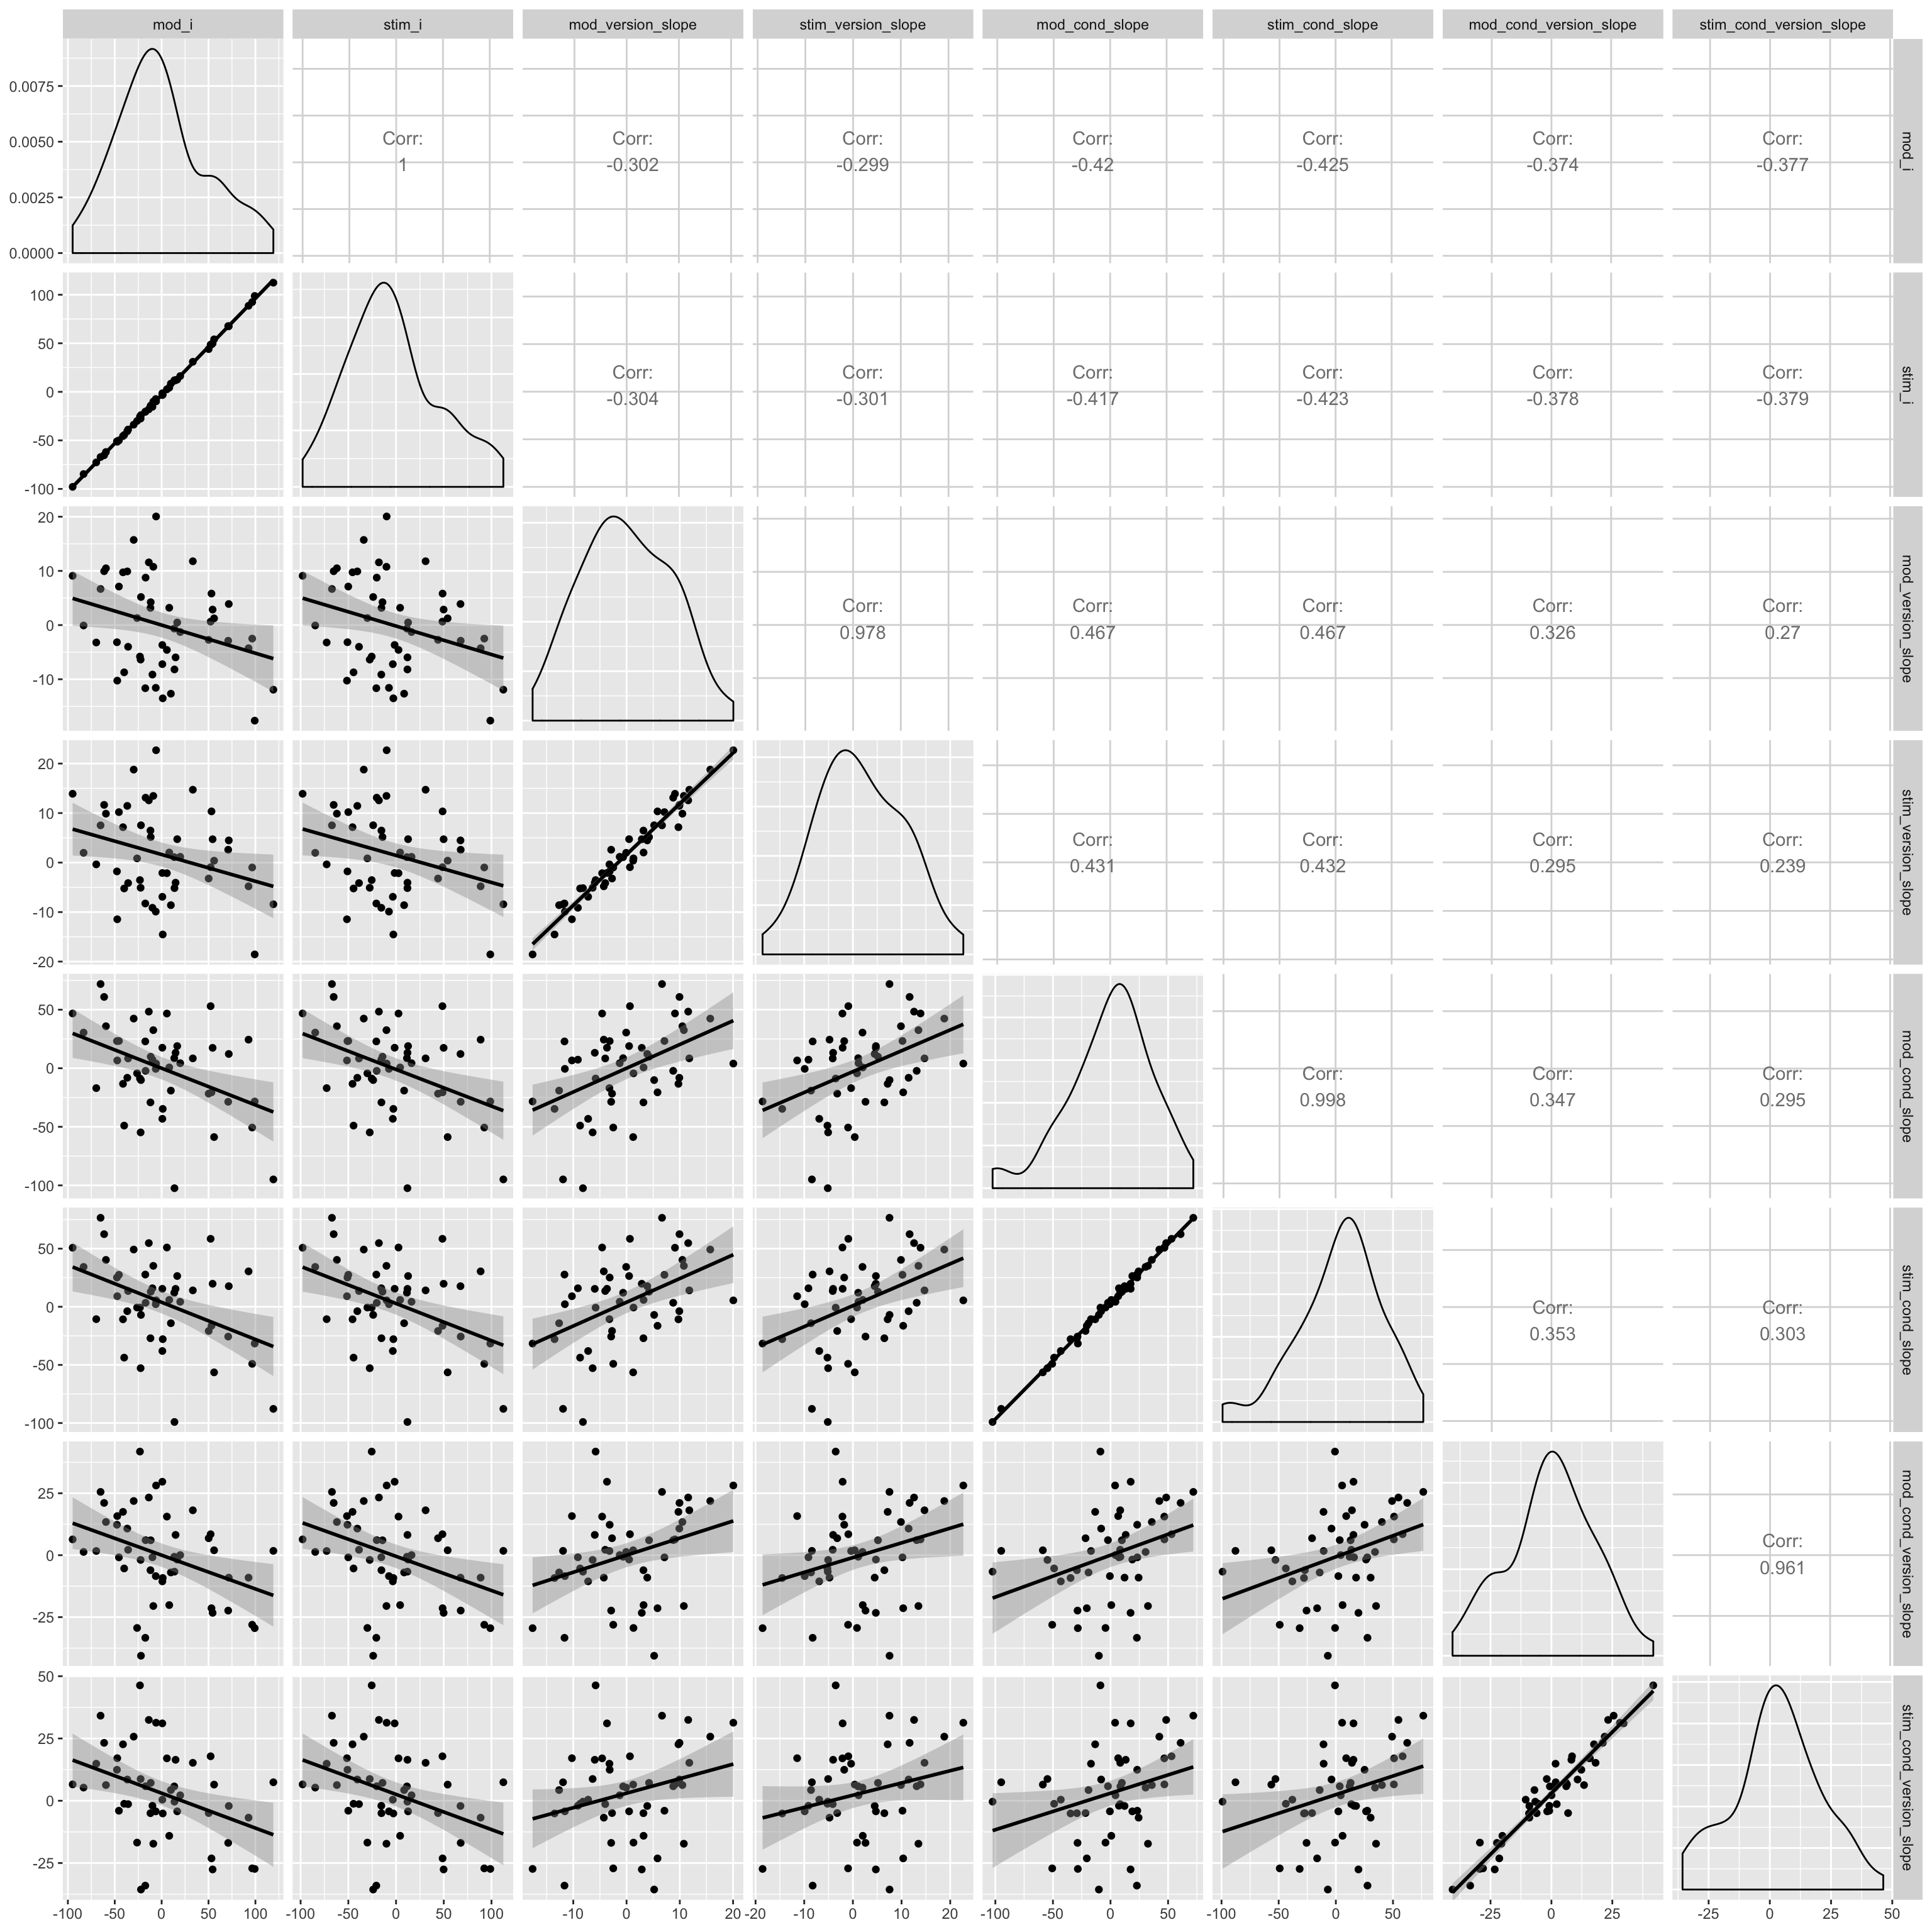 mod_i stim_i mod_version_slope stim_version_slope mod_cond_slope stim_cond_slope mod_cond_version_slope stim_cond_version_slope
0.0075
0.0050
0.0025
0.0000
Corr: Corr: Corr: Corr: Corr: Corr: Corr:
1 -0.302 -0.299 -0.42 -0.425 -0.374 -0.377
mod_i
100
50
0
-50
-100
Corr: Corr: Corr: Corr: Corr: Corr:
-0.304 -0.301 -0.417 -0.423 -0.378 -0.379
stim_i
20
10
0
-10
Corr: Corr: Corr: Corr: Corr:
0.978 0.467 0.467 0.326 0.27
mod_version_slope
20
10
0
-10
-20
Corr: Corr: Corr: Corr:
0.431 0.432 0.295 0.239
stim_version_slope
50
0
-50
-100
Corr: Corr: Corr:
0.998 0.347 0.295
mod_cond_slope
50
0
-50
-100
Corr: Corr:
0.353 0.303
stim_cond_slope
25
0
-25
Corr:
0.961
mod_cond_version_slope
50
25
0
-25
stim_cond_version_slope
-100 -50 0 50 100 -100 -50 0 50 100 -10 0 10 20 -20 -10 0 10 20 -100 -50 0 50 -100 -50 0 50 -25 0 25 -25 0 25 50